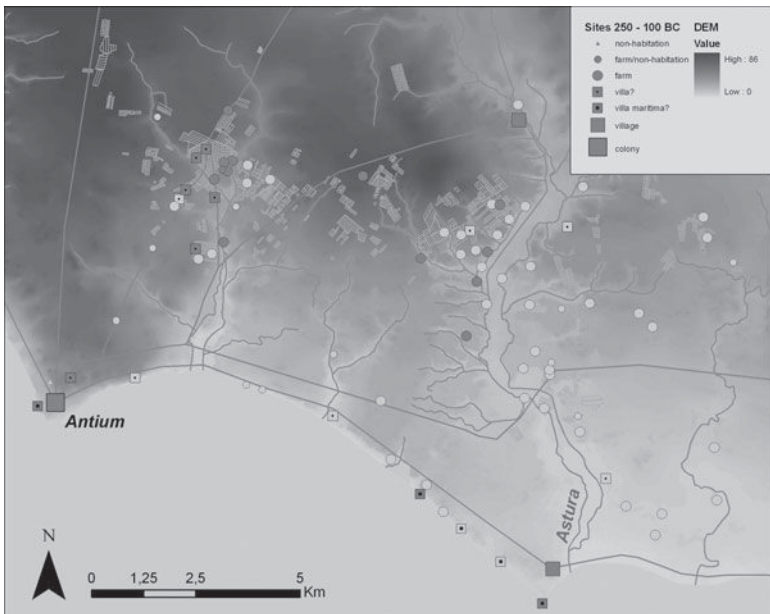 Sites 250 - 100 BC
non-habitation
farm/non-habitation
farm
villa?
villa maritima?
village
colony
DEM
Value
High : 86
Low : 0
Antium
Astura
N
0 1,25 2,5 5
Km